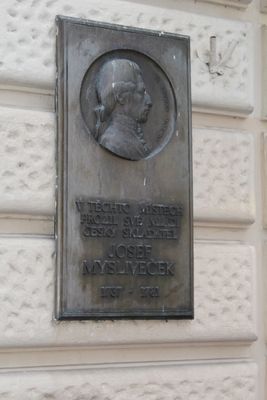 V TĚCHTO MÍSTECH
PROŽIL SVÉ MLÁDÍ
ČESKÝ SKLADATEL
JOSEF
MYSLIVEČEK
1737 - 1781